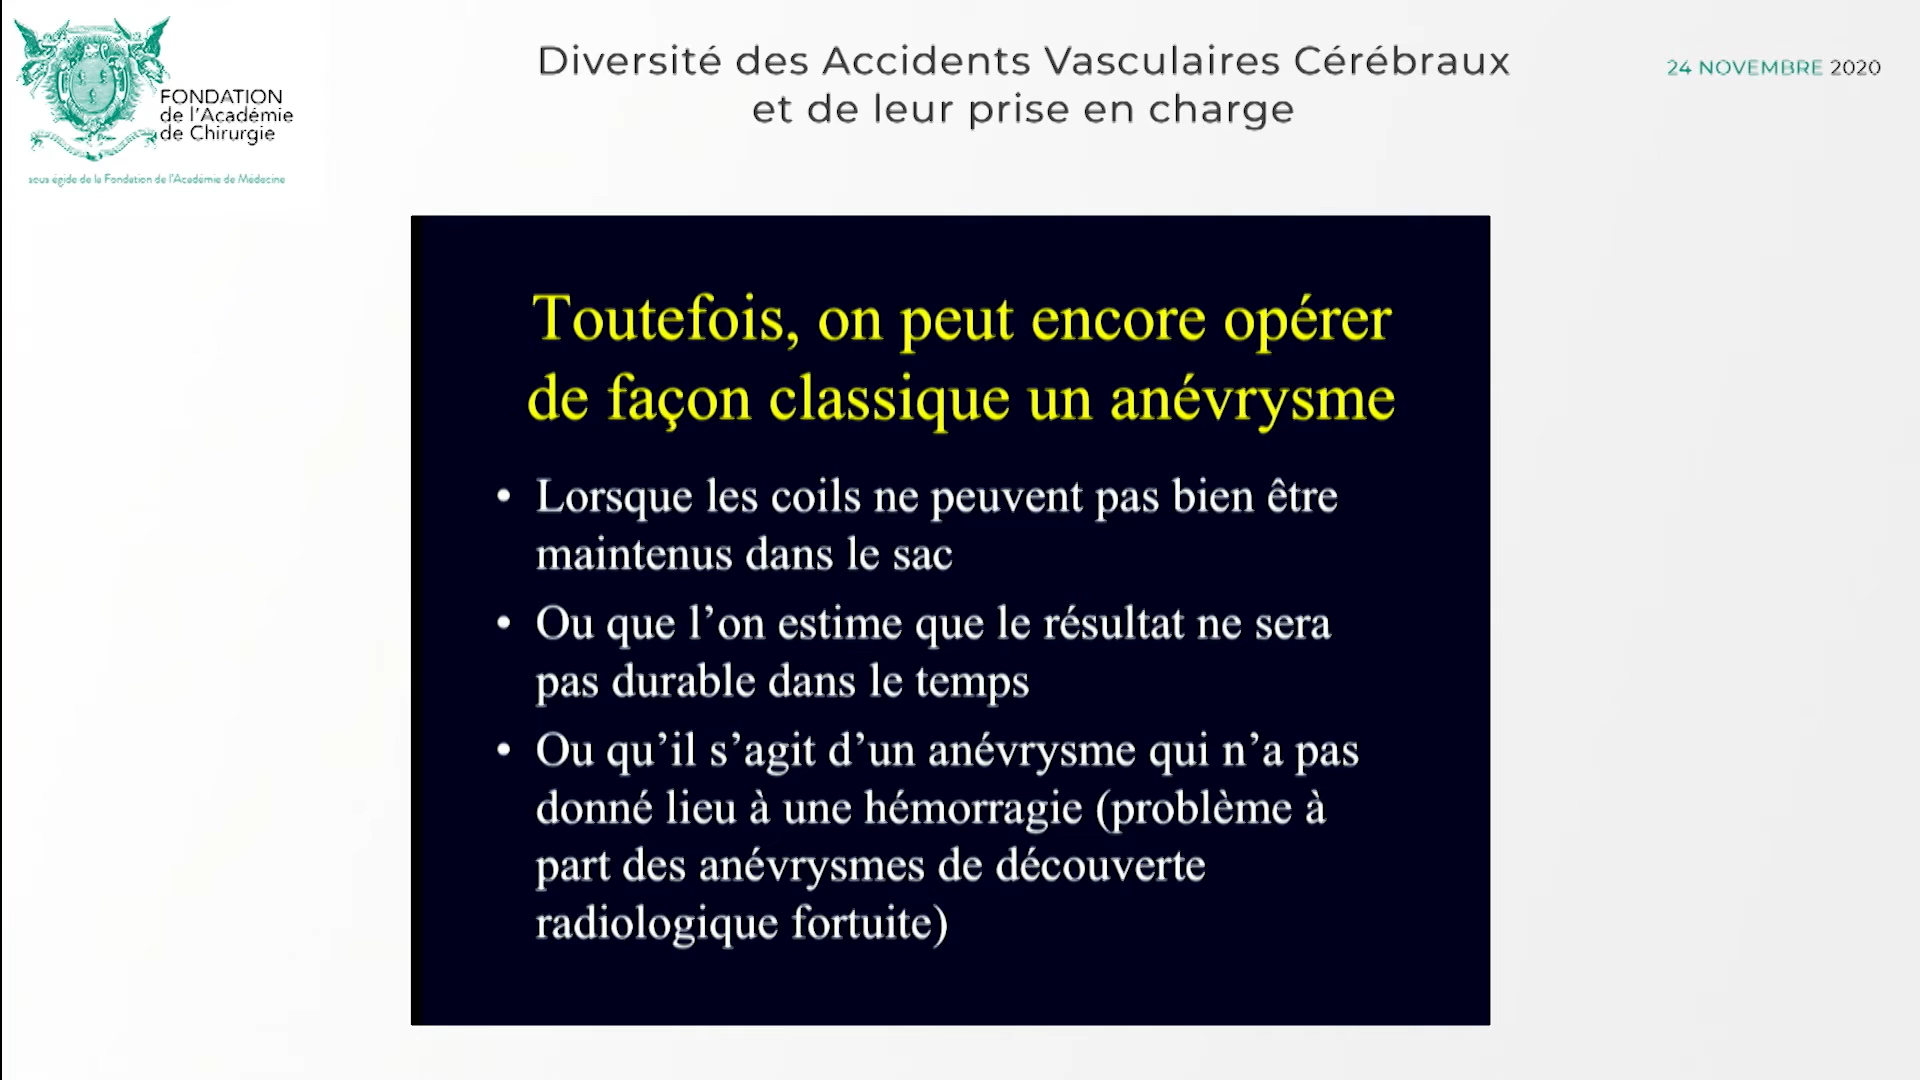 FONDATION
de l'Académie
de Chirurgie
sous égide de la Fondation de l'Académie de Médecine
Diversité des Accidents Vasculaires Cérébraux
et de leur prise en charge
24 NOVEMBRE 2020
Toutefois, on peut encore opérer
de façon classique un anévrysme
• Lorsque les coils ne peuvent pas bien être
maintenus dans le sac
• Ou que l’on estime que le résultat ne sera
pas durable dans le temps
• Ou qu’il s’agit d’un anévrysme qui n’a pas
donné lieu à une hémorragie (problème à
part des anévrysmes de découverte
radiologique fortuite)